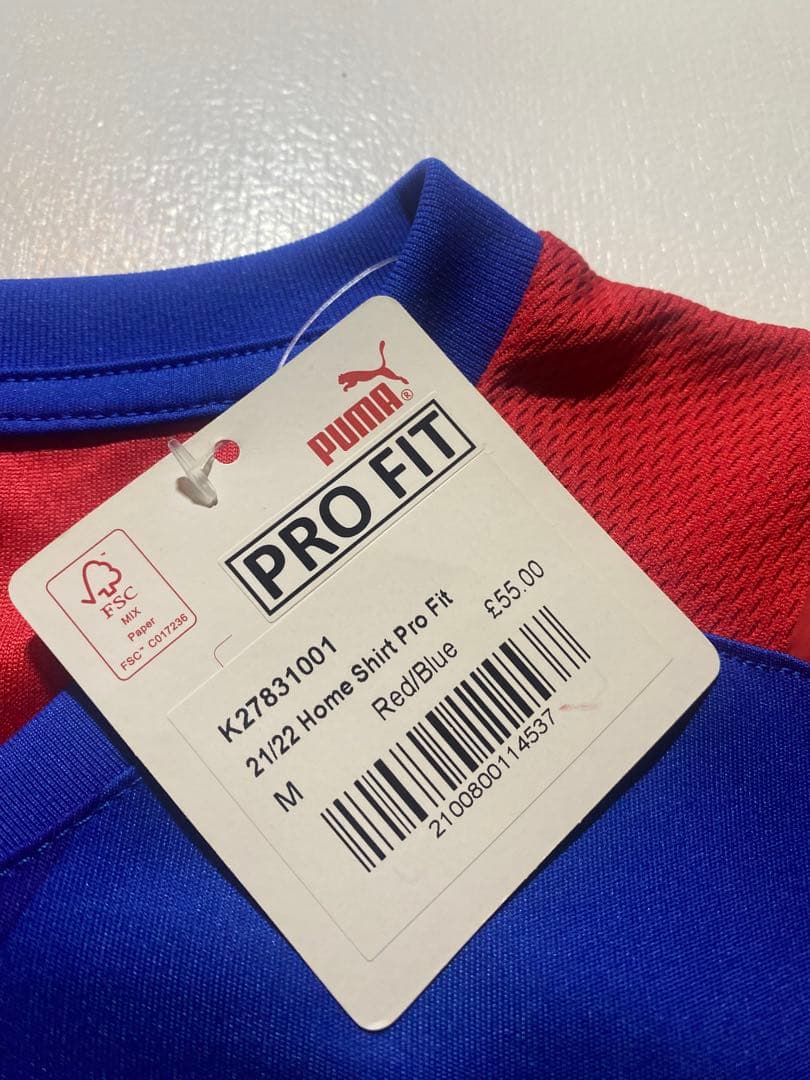 PUMA®
PRO FIT
FSC
MIX
Paper
FSC™ C017236
K27831001
21/22 Home Shirt Pro Fit
Red/Blue
M
£55.00
2100800114537